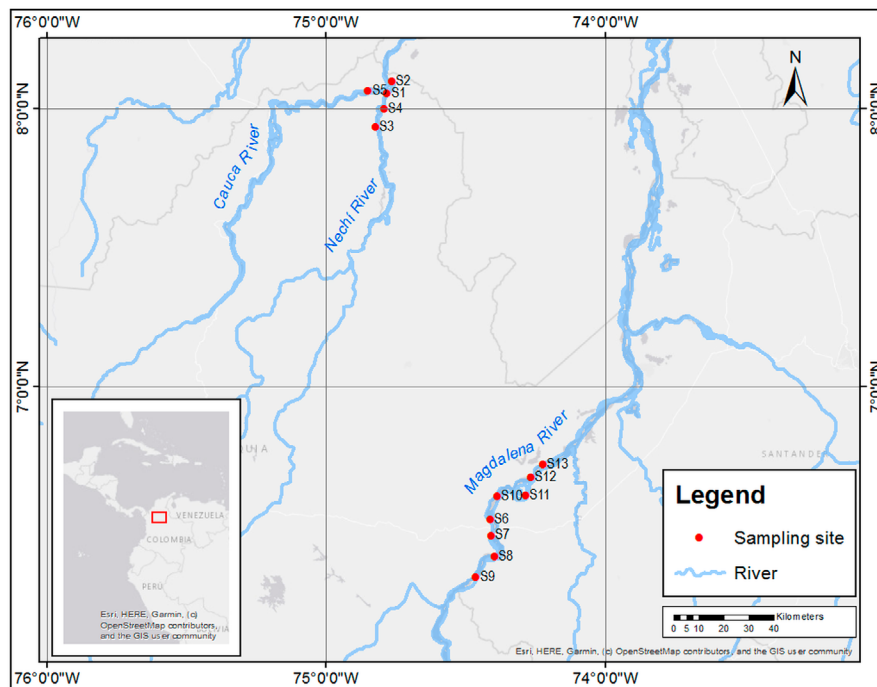 76°0'0"W 75°0'0"W 74°0'0"W
N
S2
S5 S1
8°0'0"N S4 8°0'0"N
S3
Cauca River
Nechí River
7°0'0"N 7°0'0"N
Magdalena River
SANTANDE
S13
S12
S10 S11
S6
S7
S8
S9
VENEZUELA
COLOMBIA
PERÚ
BOLIVIA
Esri, HERE, Garmin, (c)
OpenStreetMap contributors,
and the GIS user community
Legend
Sampling site
River
Kilometers
0 5 10 20 30 40
Esri, HERE, Garmin, (c) OpenStreetMap contributors, and the GIS user community
76°0'0"W 75°0'0"W 74°0'0"W